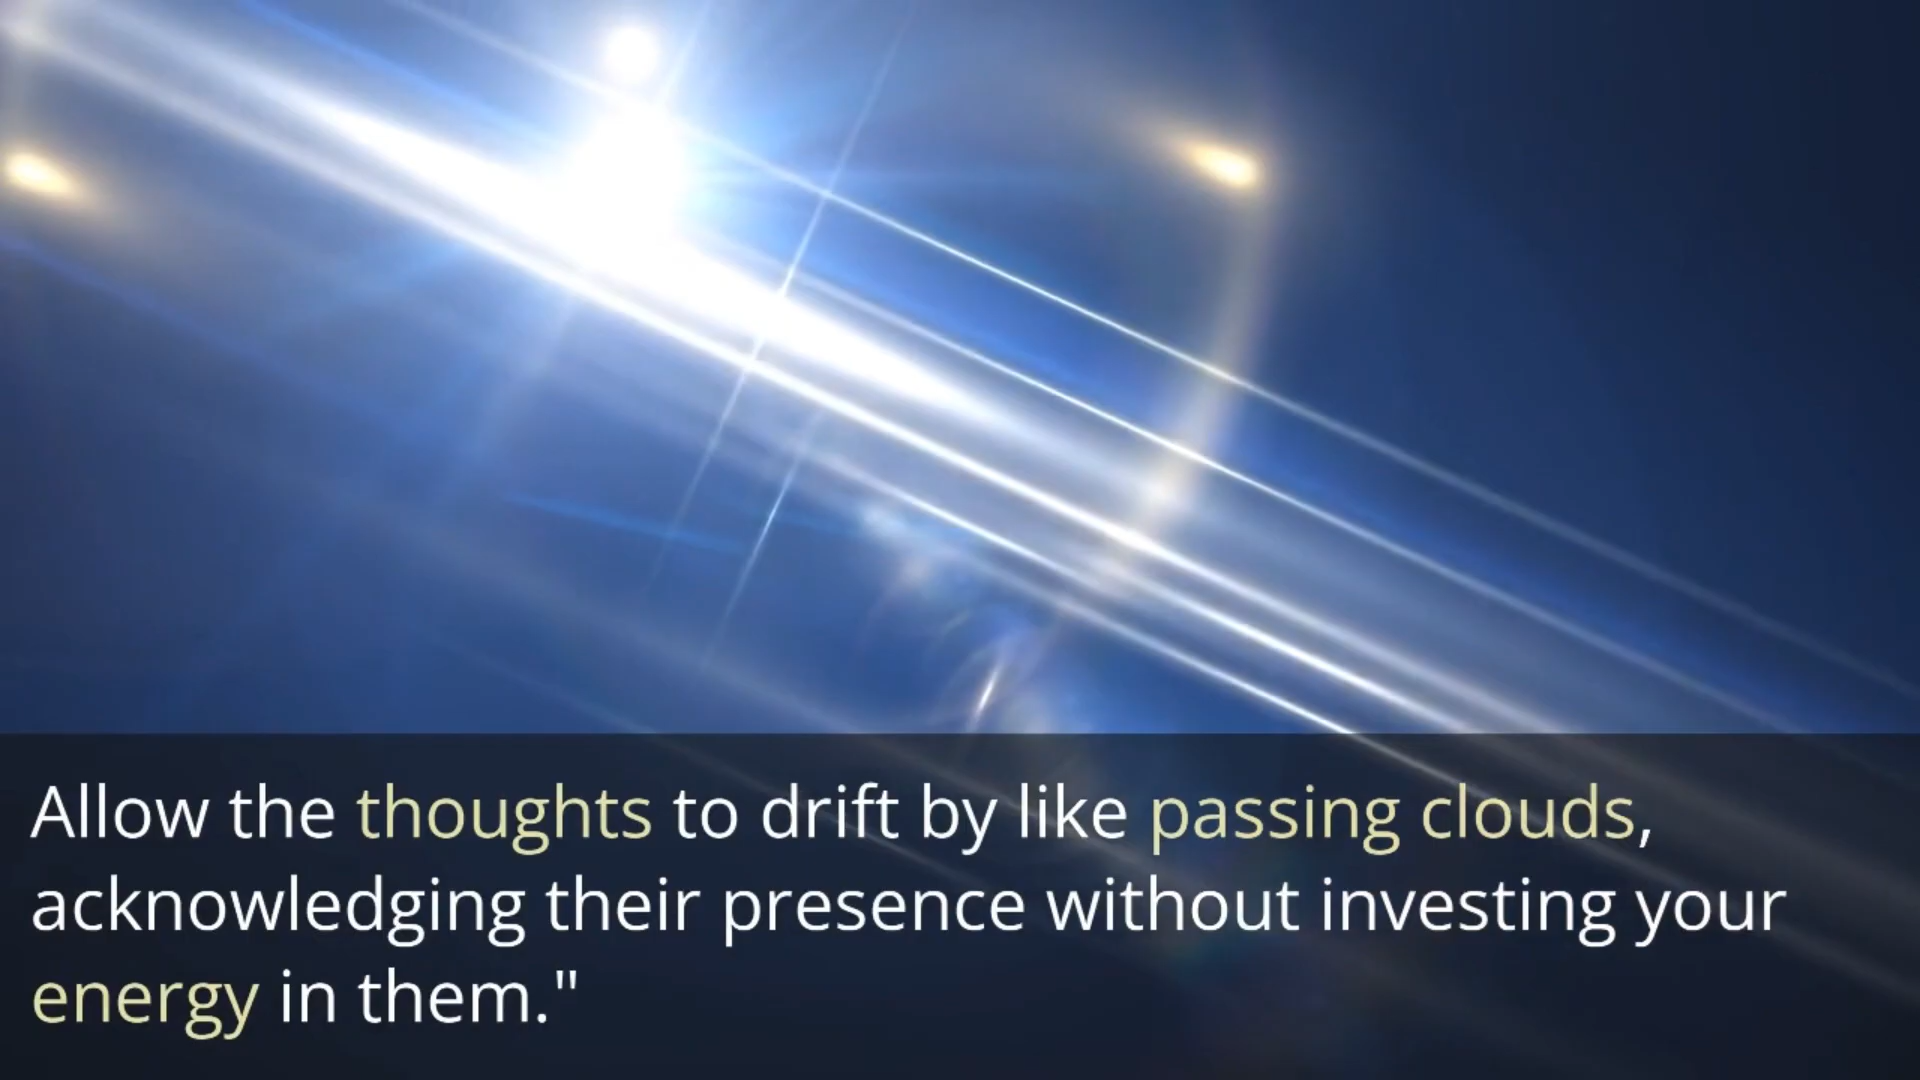 Allow the thoughts to drift by like passing clouds,
acknowledging their presence without investing your
energy in them."